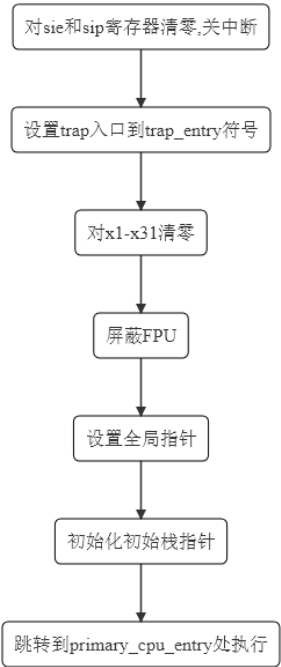 对sie和sip寄存器清零,关中断
设置trap入口到trap_entry符号
对x1-x31清零
屏蔽FPU
设置全局指针
初始化初始栈指针
跳转到primary_cpu_entry处执行